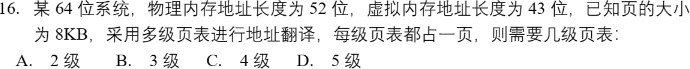 16. 某 64 位系统，物理内存地址长度为 52 位，虚拟内存地址长度为 43 位，已知页的大小
为 8KB，采用多级页表进行地址翻译，每级页表都占一页，则需要几级页表：
A. 2 级 B. 3 级 C. 4 级 D. 5 级